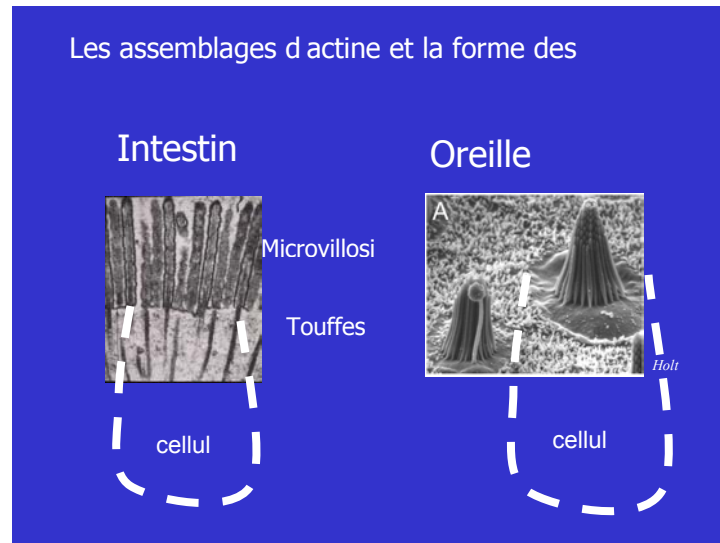 Les assemblages d actine et la forme des
Intestin
Oreille
A
Microvillosi
Touffes
Holt
cellul
cellul